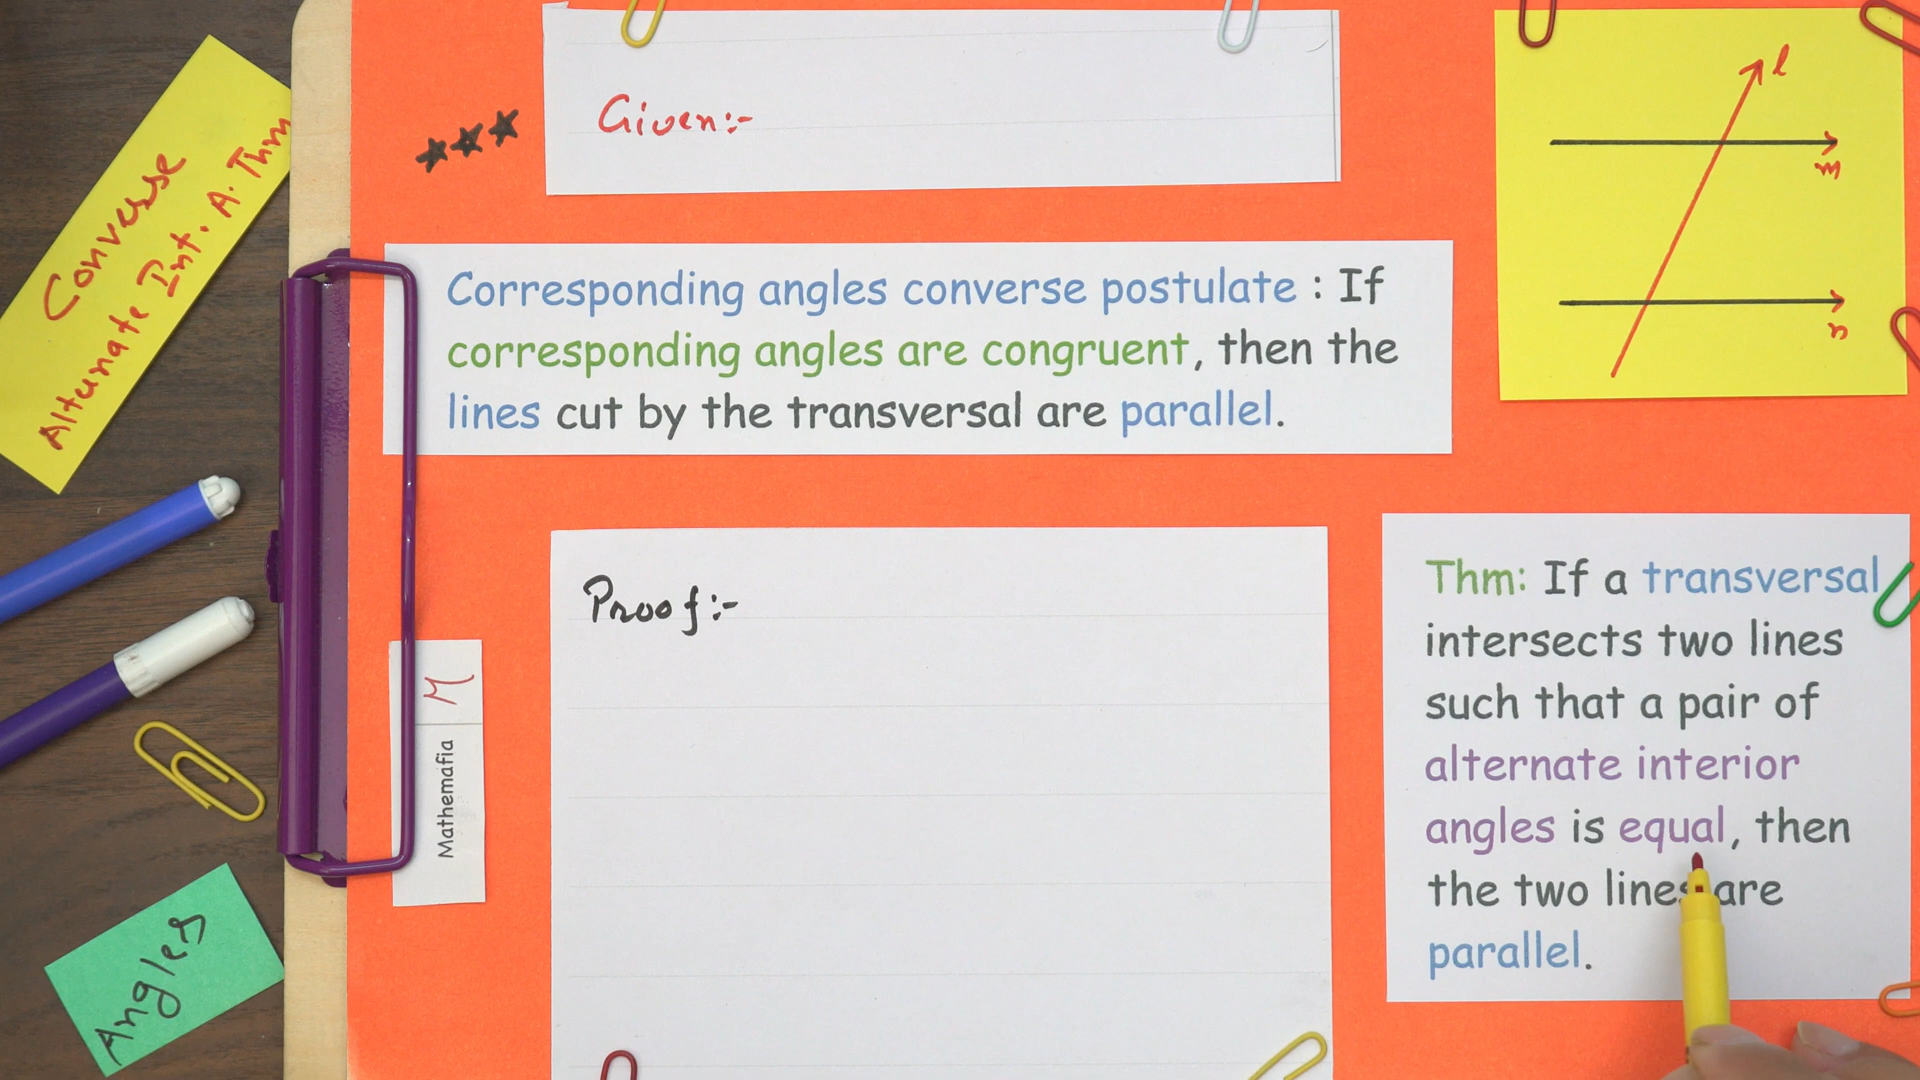 Converse
Alternate Int. A. Thm
Given:-
l
m
n
Corresponding angles converse postulate : If
corresponding angles are congruent, then the
lines cut by the transversal are parallel.
Proof:-
Thm: If a transversal
intersects two lines
such that a pair of
alternate interior
angles is equal, then
the two lines are
parallel.
M
Mathemafia
Angles